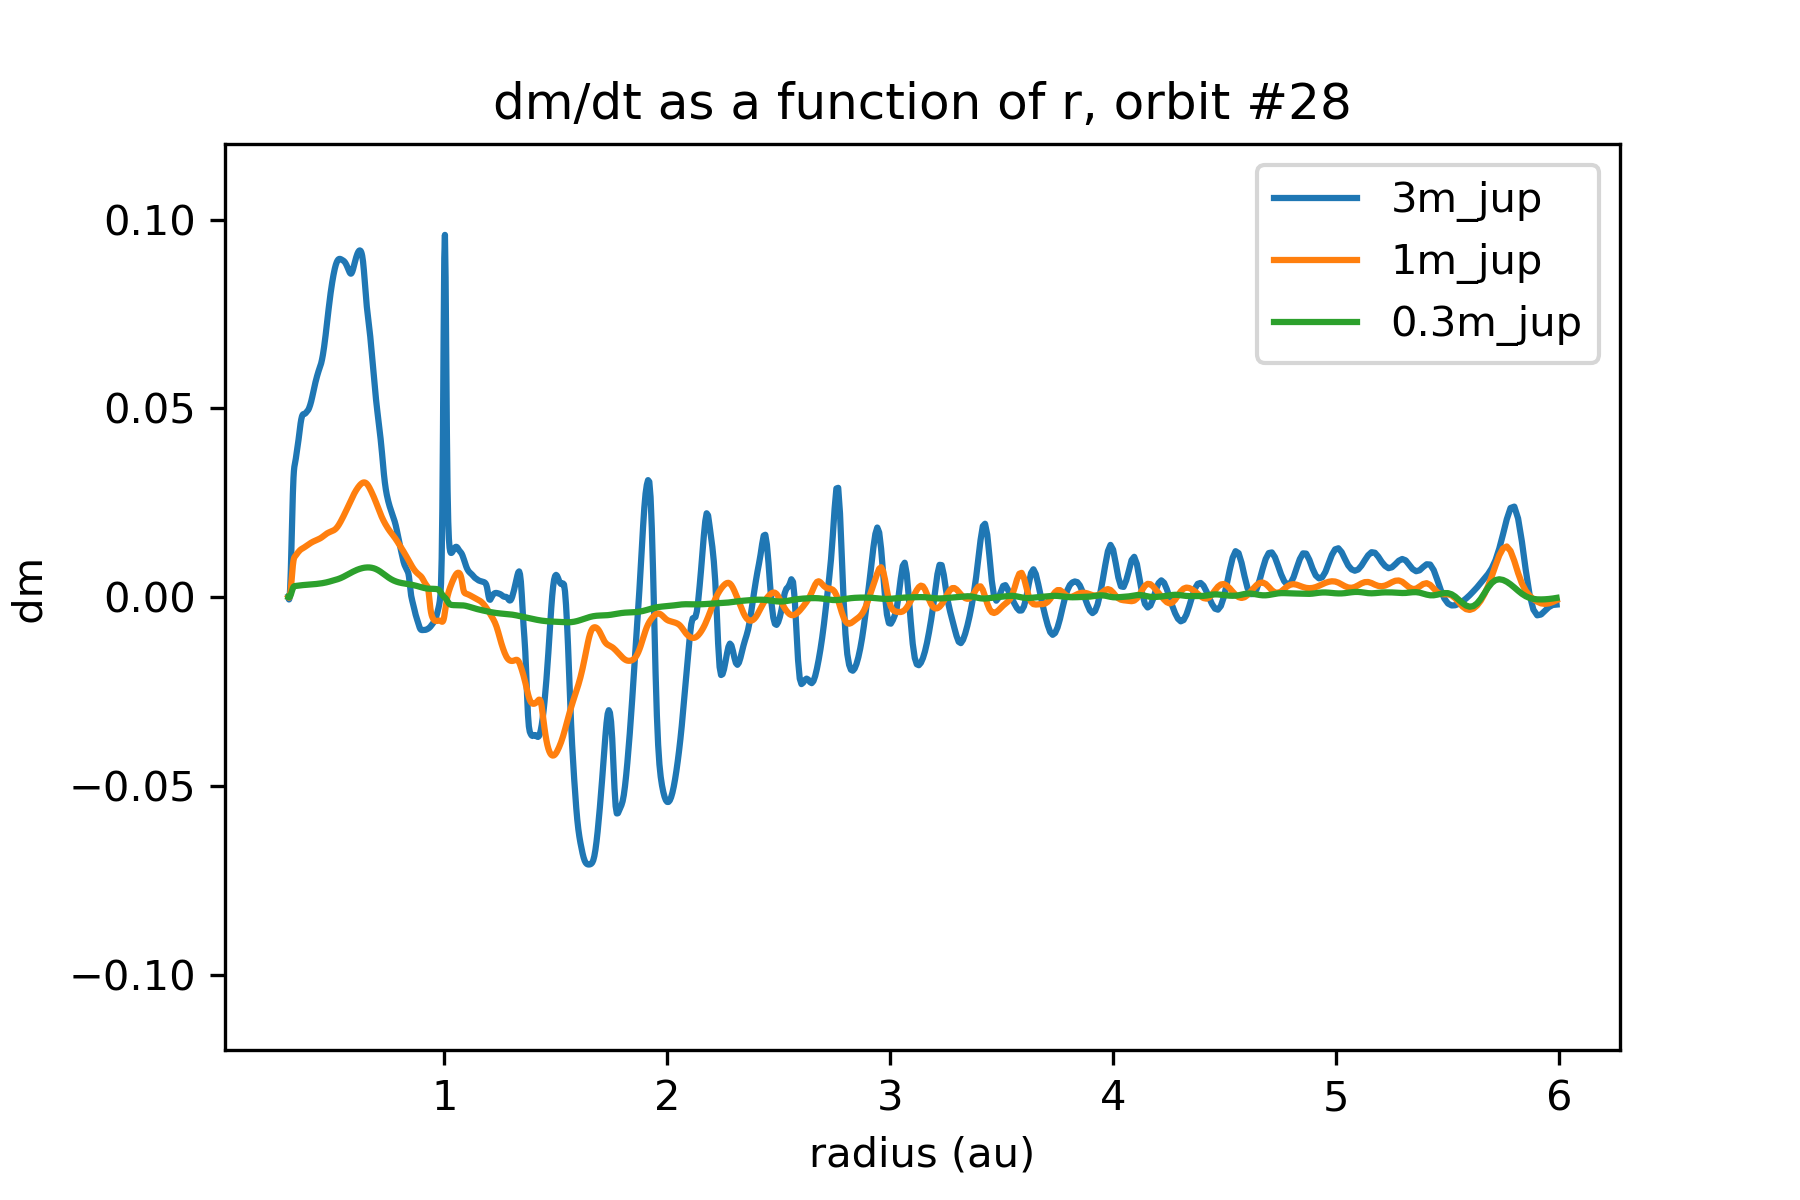 dm/dt as a function of r, orbit #28
3m_jup
1m_jup
0.3m_jup
0.10
0.05
0.00
−0.05
−0.10
dm
1 2 3 4 5 6
radius (au)